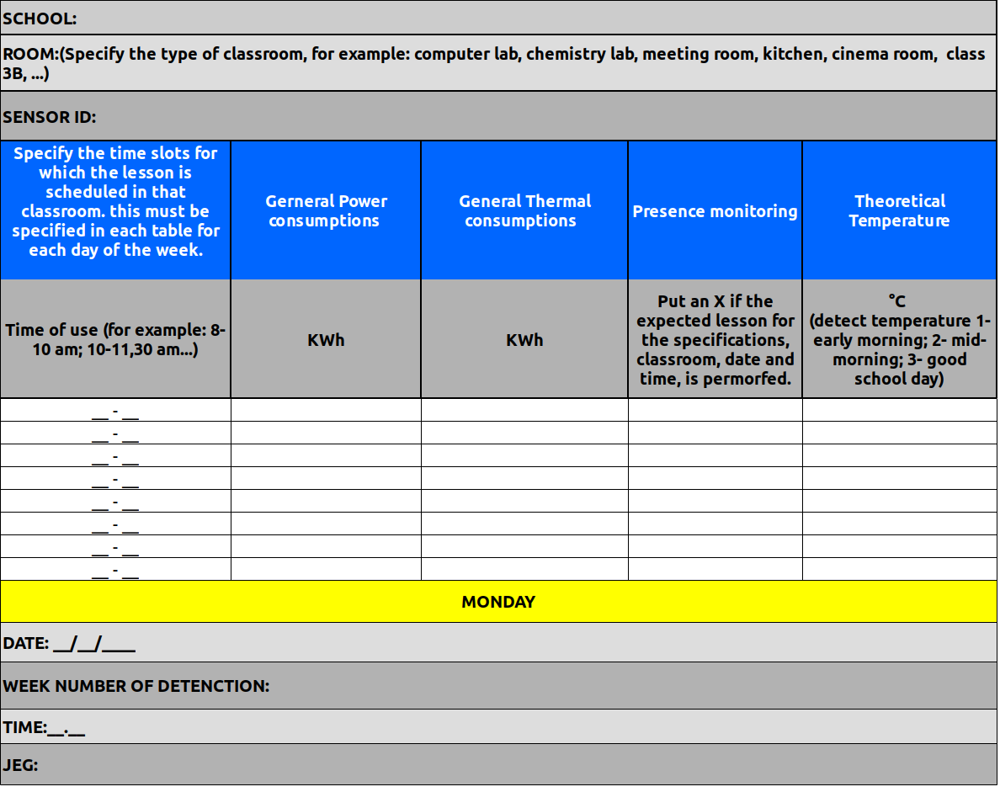 SCHOOL:
ROOM:(Specify the type of classroom, for example: computer lab, chemistry lab, meeting room, kitchen, cinema room,  class
3B, ...)
SENSOR ID:
Specify the time slots for
which the lesson is
scheduled in that
classroom. this must be
specified in each table for
each day of the week.
Gerneral Power
consumptions
General Thermal
consumptions
Presence monitoring
Theoretical
Temperature
Time of use (for example: 8-
10 am; 10-11,30 am...)
KWh
KWh
Put an X if the
expected lesson for
the specifications,
classroom, date and
time, is permorfed.
°C
(detect temperature 1-
early morning; 2- mid-
morning; 3- good
school day)
__ - __
__ - __
__ - __
__ - __
__ - __
__ - __
__ - __
__ - __
MONDAY
DATE: __/__/____
WEEK NUMBER OF DETENCTION:
TIME:__.__
JEG: